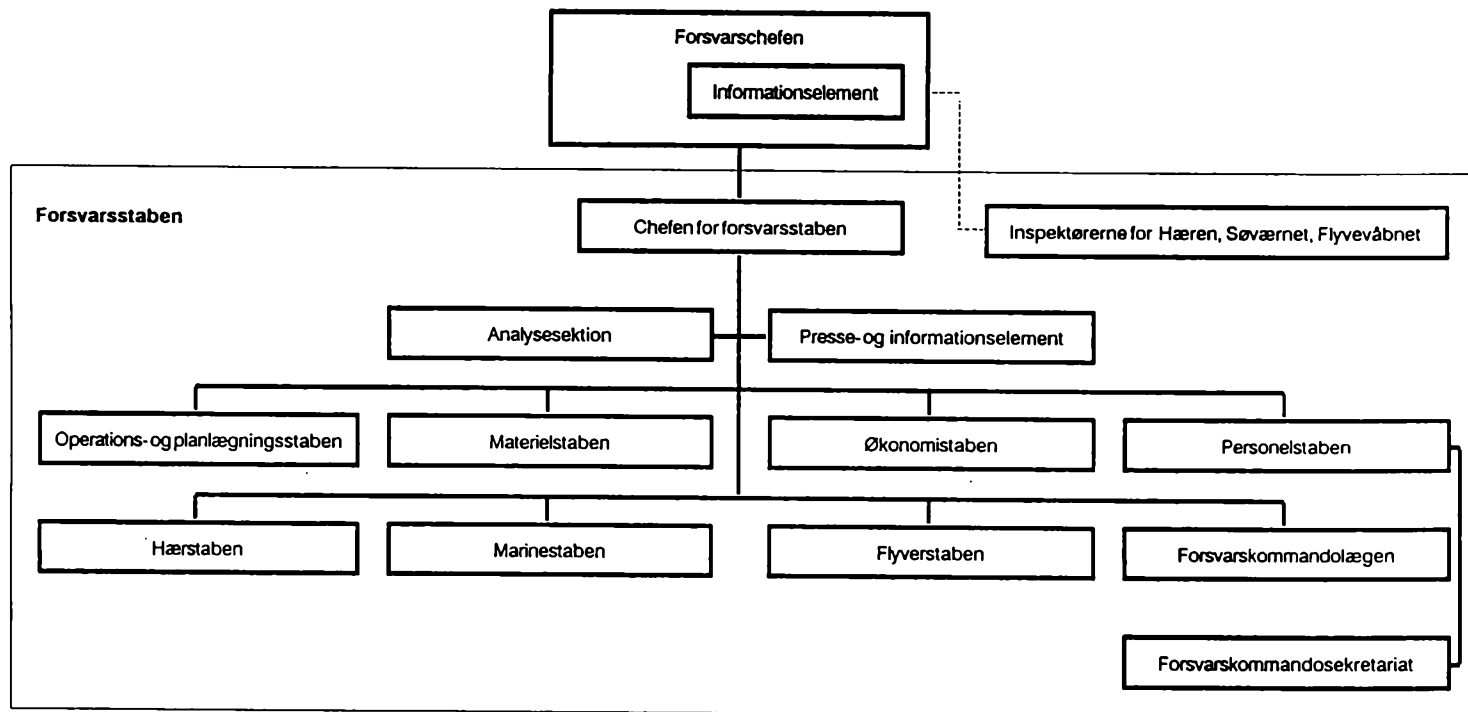 Forsvarschefen
Informationselement
Forsvarsstaben
Chefen for forsvarsstaben
Inspektørerne for Hæren, Søværnet, Flyvevåbnet
Analysesektion
Presse- og informationselement
Operations- og planlægningsstaben
Materielstaben
Økonomistaben
Personelstaben
Hærstaben
Marinestaben
Flyverstaben
Forsvarskommandolægen
Forsvarskommandosekretariat